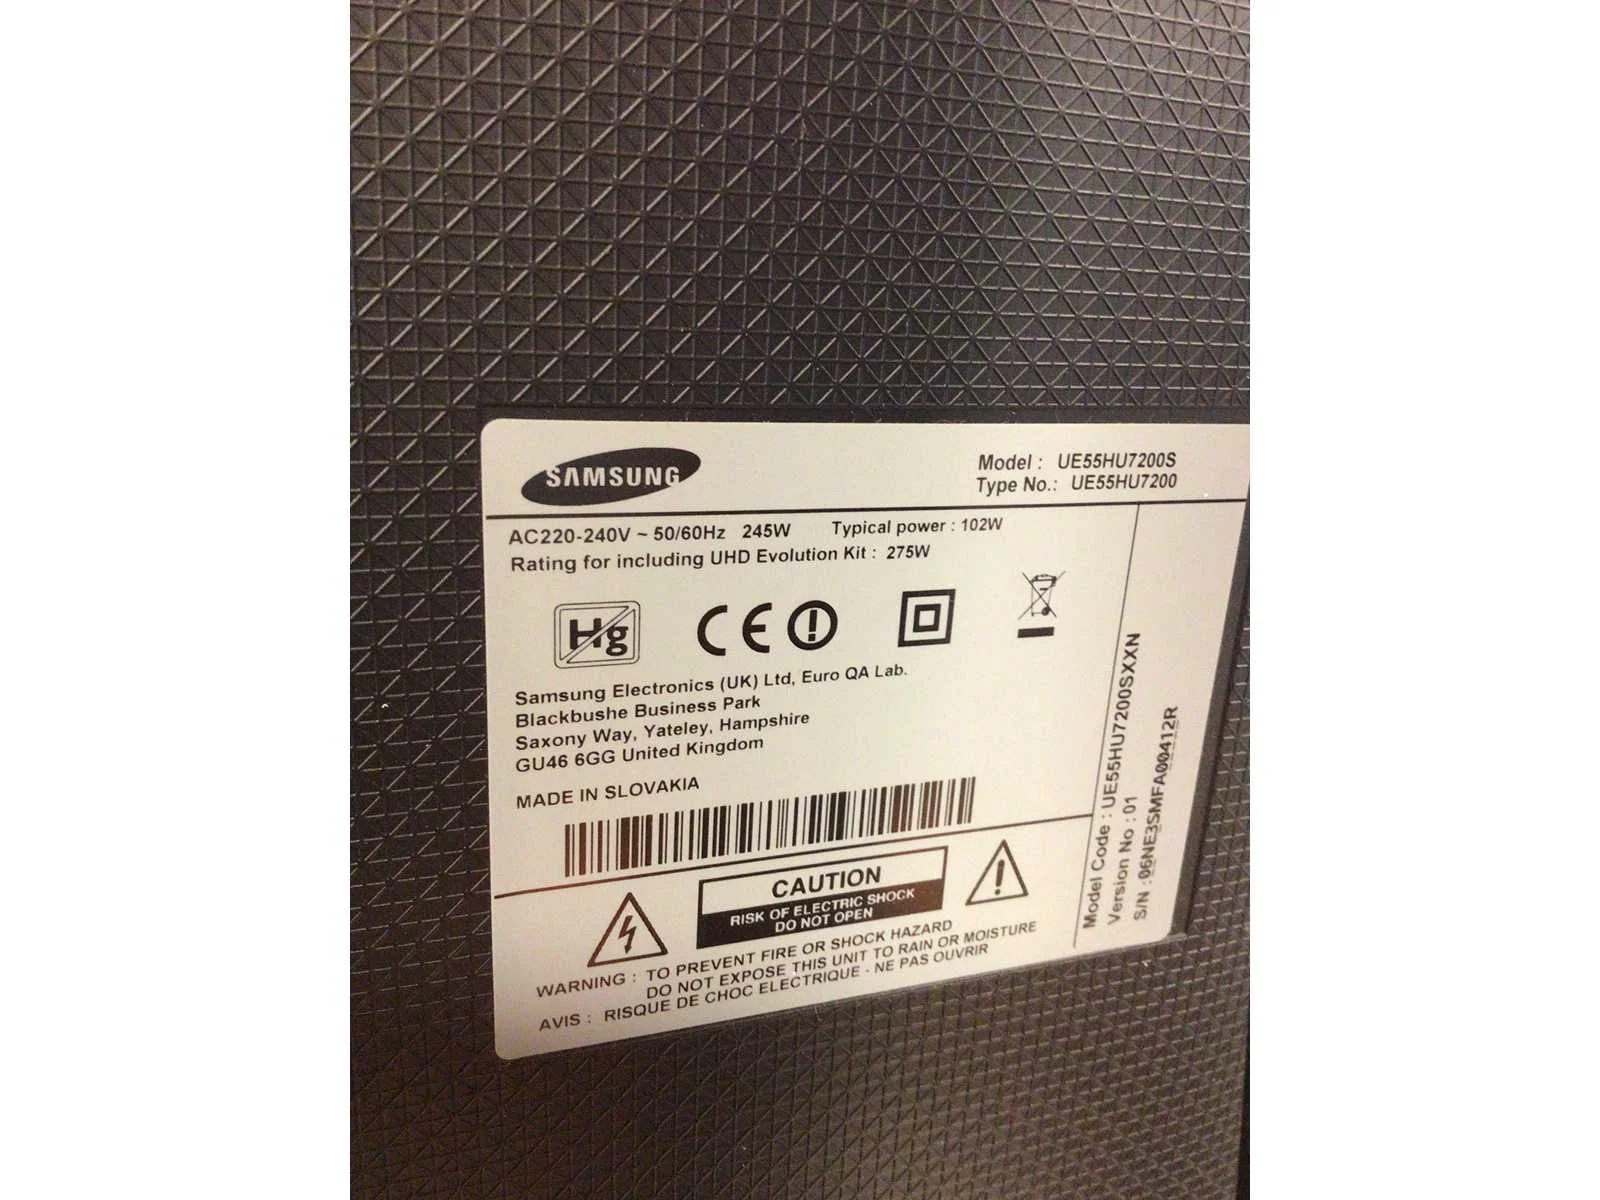 SAMSUNG
Model : UE55HU7200S
Type No.: UE55HU7200
AC220-240V ~ 50/60Hz 245W Typical power : 102W
Rating for including UHD Evolution Kit : 275W
Hg
CE
Samsung Electronics (UK) Ltd, Euro QA Lab.
Blackbushe Business Park
Saxony Way, Yateley, Hampshire
GU46 6GG United Kingdom
MADE IN SLOVAKIA
CAUTION
RISK OF ELECTRIC SHOCK
DO NOT OPEN
WARNING : TO PREVENT FIRE OR SHOCK HAZARD
DO NOT EXPOSE THIS UNIT TO RAIN OR MOISTURE
AVIS : RISQUE DE CHOC ELECTRIQUE - NE PAS OUVRIR
Model Code : UE55HU7200SXXN
Version No : 01
S/N : 06NE3SMFA00412R